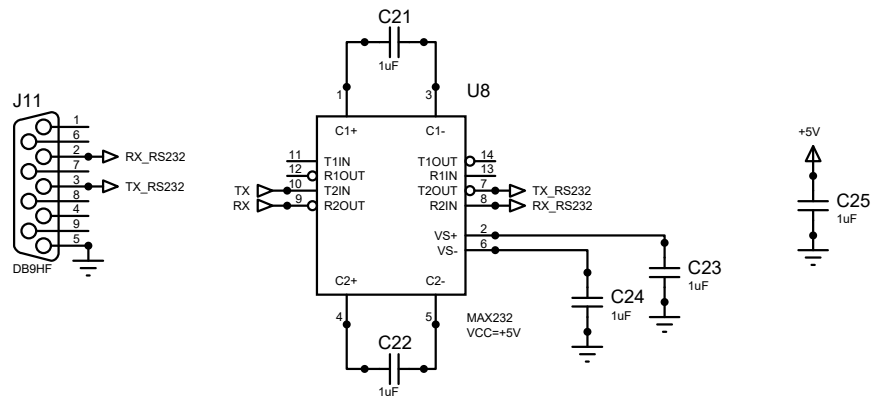 C21
1uF
J11
1
6
2 RX_RS232
7
3 TX_RS232
8
4
9
5
DB9HF
U8
1 3
C1+ C1-
11 T1IN T1OUT 14
12 R1OUT R1IN 13
TX 10 T2IN T2OUT 7 TX_RS232
RX 9 R2OUT R2IN 8 RX_RS232
VS+ 2
VS- 6
C2+ C2-
4 5
MAX232
VCC=+5V
C22
1uF
C24
1uF
C23
1uF
+5V
C25
1uF